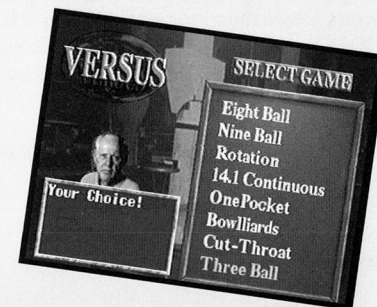 VERSUS
SELECT GAME
Eight Ball
Nine Ball
Rotation
14.1 Continuous
OnePocket
Bowlliards
Cut-Throat
Three Ball
Your Choice!